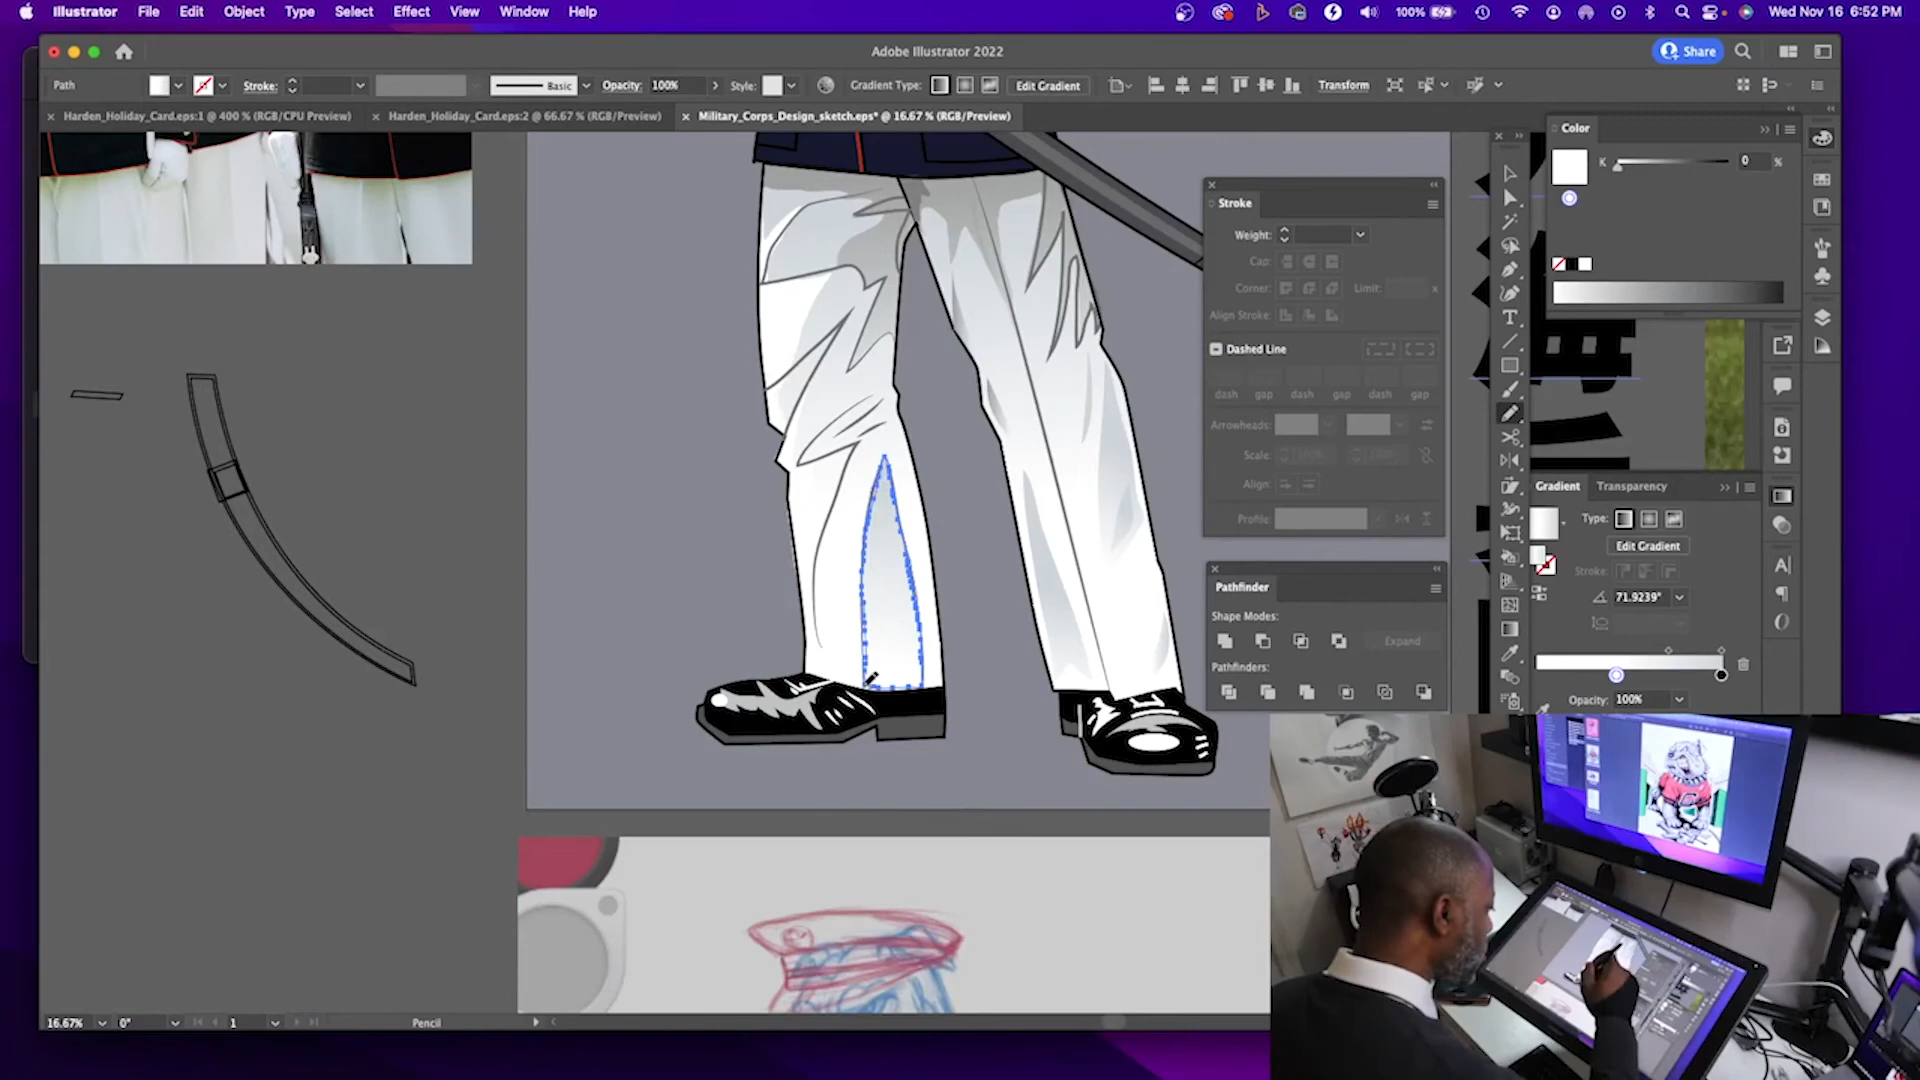 Illustrator File Edit Object Type Select Effect View Window Help
100% Wed Nov 16 6:52 PM
Adobe Illustrator 2022
Share
Path Stroke: Basic Opacity: 100% Style: Gradient Type: Edit Gradient Transform
Harden_Holiday_Card.eps:1 @ 400 % (RGB/CPU Preview) Harden_Holiday_Card.eps:2 @ 66.67 % (RGB/Preview) Military_Corps_Design_sketch.eps* @ 16.67 % (RGB/Preview)
Color
K 0 %
Stroke
Weight:
Cap:
Corner: Limit: x
Align Stroke:
Dashed Line
dash gap dash gap dash gap
Arrowheads:
Scale: 100% 100%
Align:
Profile:
Pathfinder
Shape Modes:
Expand
Pathfinders:
Gradient Transparency
Type:
Edit Gradient
Stroke:
71.9239°
Opacity: 100%
16.67% 0° 1 Pencil